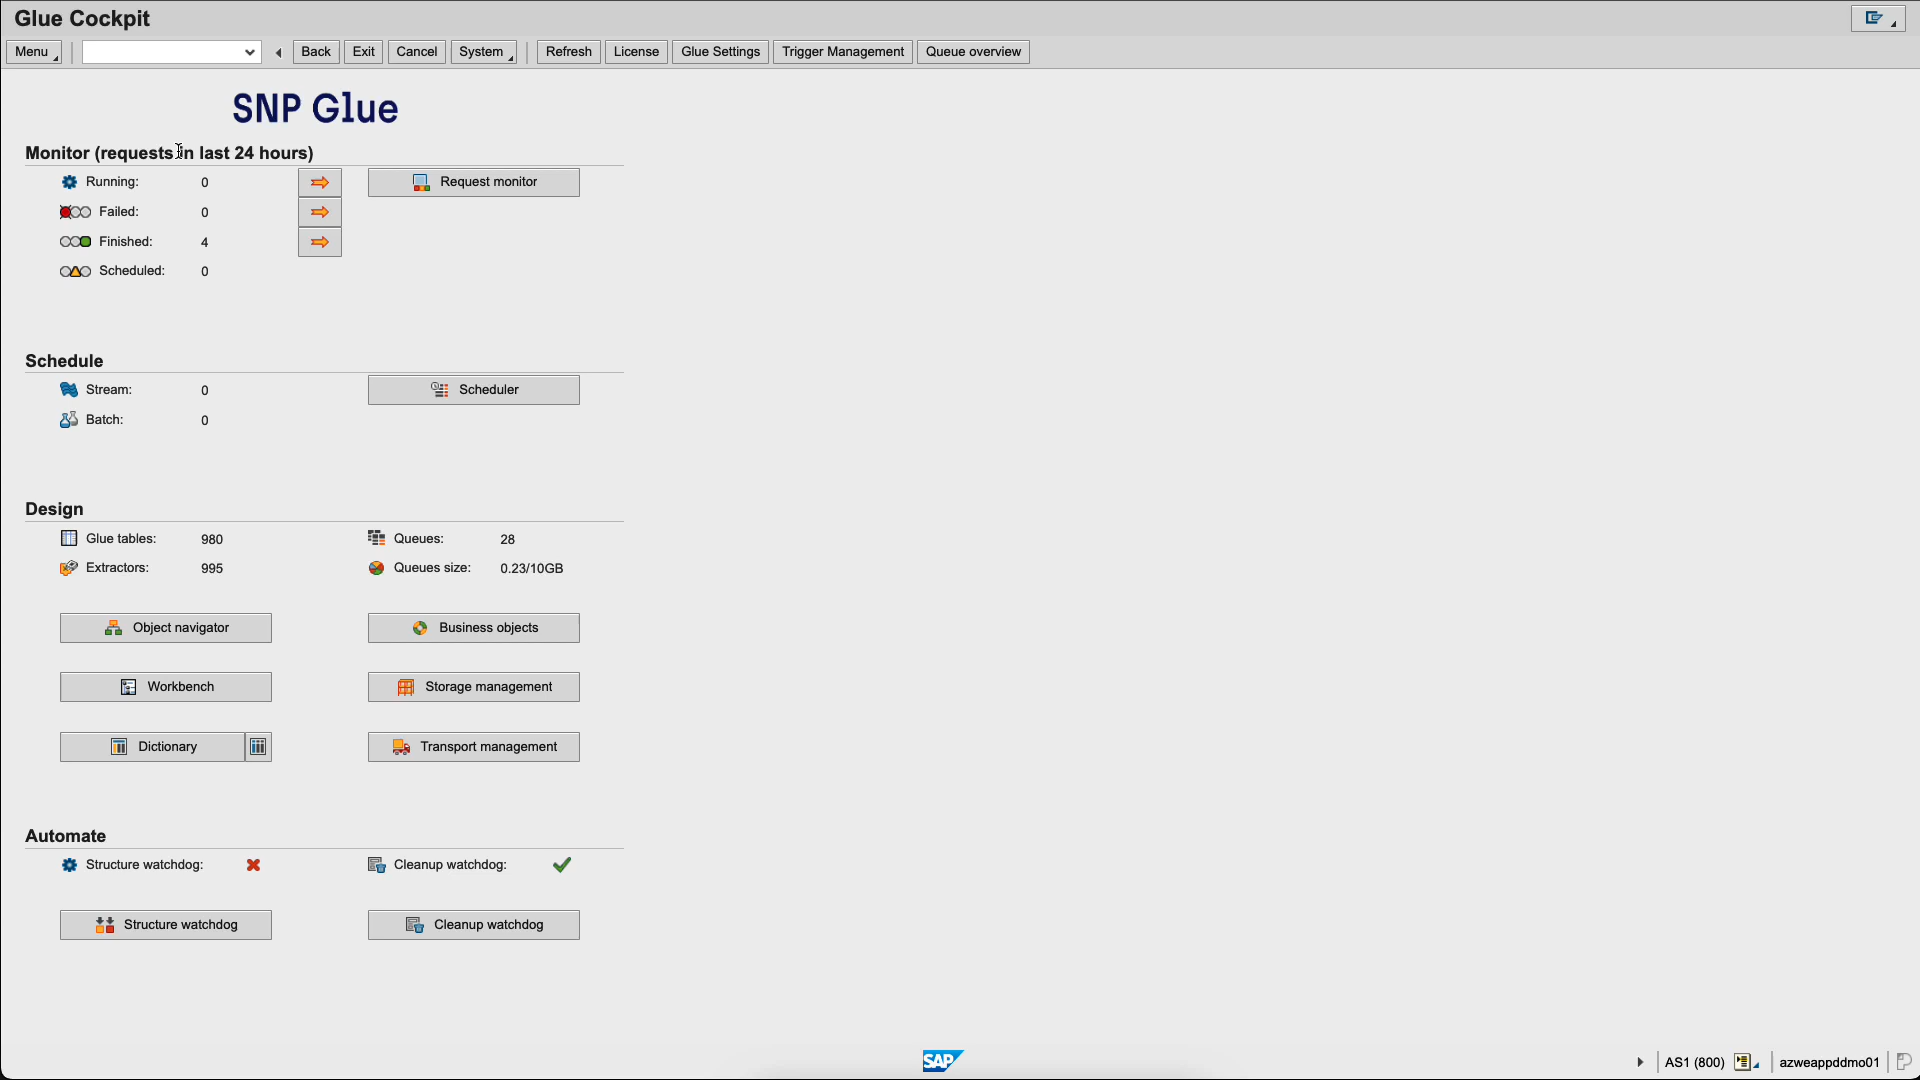 Glue Cockpit
Menu Back Exit Cancel System Refresh License Glue Settings Trigger Management Queue overview
SNP Glue
Monitor (requests in last 24 hours)
Running: 0 Request monitor
Failed: 0
Finished: 4
Scheduled: 0
Schedule
Stream: 0 Scheduler
Batch: 0
Design
Glue tables: 980 Queues: 28
Extractors: 995 Queues size: 0.23/10GB
Object navigator Business objects
Workbench Storage management
Dictionary Transport management
Automate
Structure watchdog: Cleanup watchdog:
Structure watchdog Cleanup watchdog
SAP AS1 (800) azweappddmo01